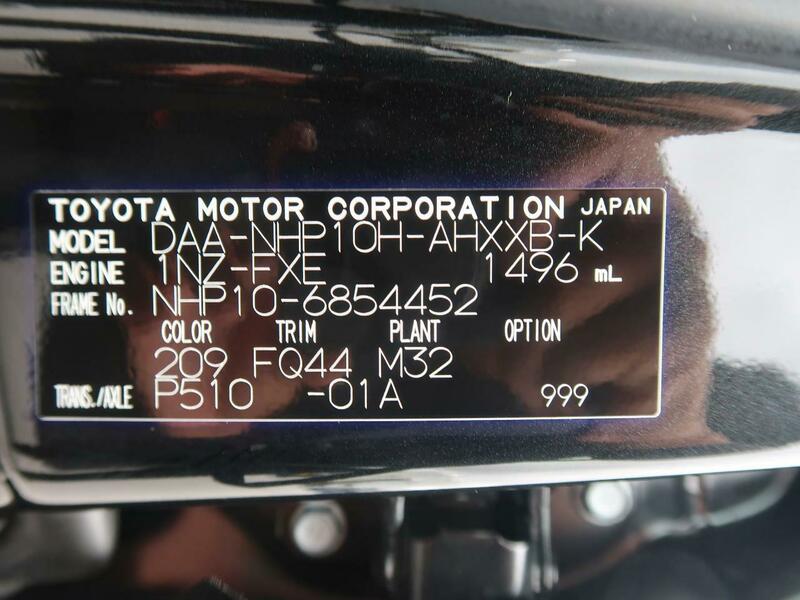 TOYOTA MOTOR CORPORATION JAPAN
MODEL DAA-NHP10H-AHXXB-K
ENGINE 1NZ-FXE 1496 mL
FRAME No. NHP10-6854452
COLOR TRIM PLANT OPTION
209 FQ44 M32
TRANS./AXLE P510 -01A 999